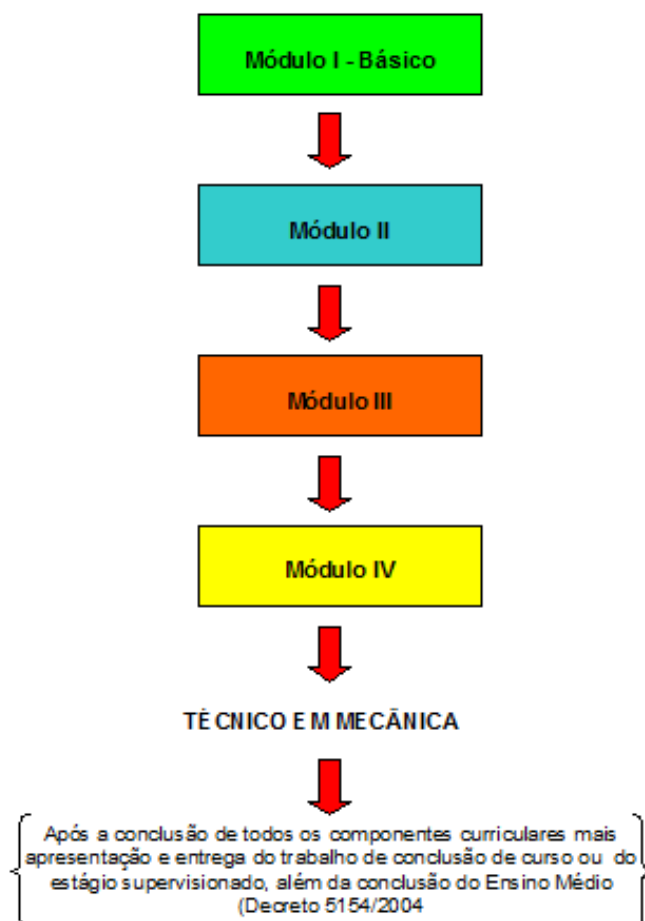 Módulo I - Básico
Módulo II
Módulo III
Módulo IV
TÉCNICO EM MECÂNICA
Após a conclusão de todos os componentes curriculares mais
apresentação e entrega do trabalho de conclusão de curso ou do
estágio supervisionado, além da conclusão do Ensino Médio
(Decreto 5154/2004